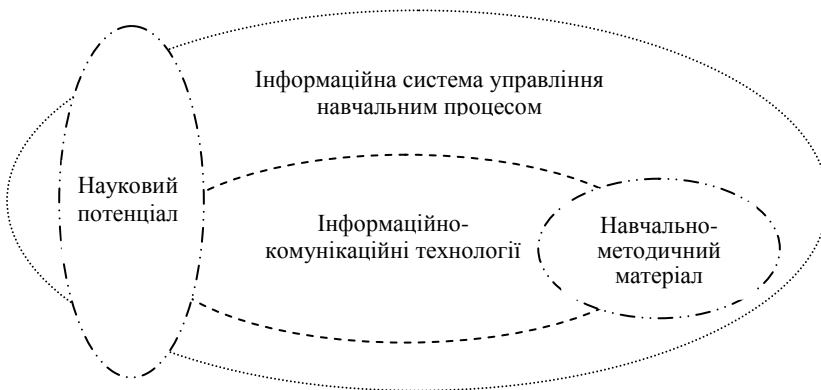 Інформаційна система управління
навчальним процесом
Науковий
потенціал
Інформаційно-
комунікаційні технології
Навчально-
методичний
матеріал